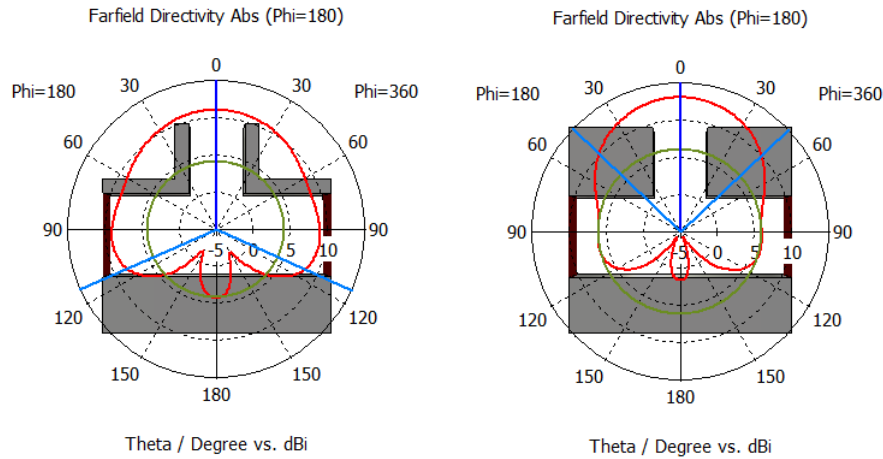 Farfield Directivity Abs (Phi=180)
0
Phi=180 30 30 Phi=360
60 60
90 -5 0 5 10 90
120 120
150 150
180
Theta / Degree vs. dBi
Farfield Directivity Abs (Phi=180)
0
Phi=180 30 30 Phi=360
60 60
90 -5 0 5 10 90
120 120
150 150
180
Theta / Degree vs. dBi